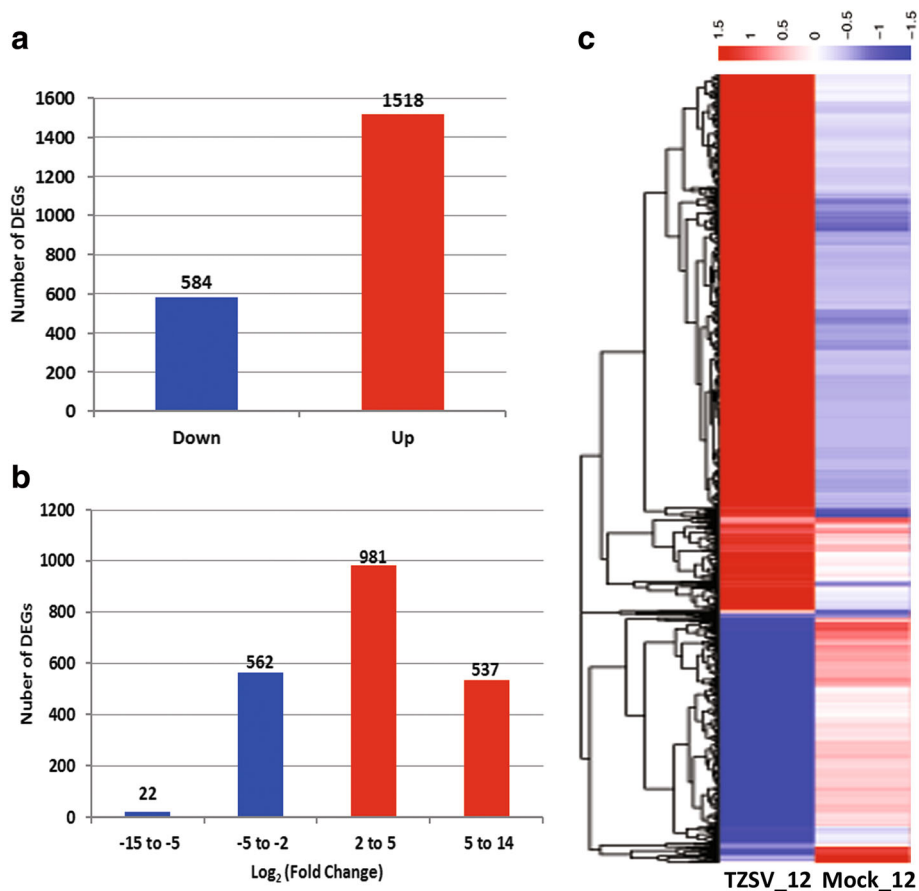 a
1600
1400
1200
1000
800
600
400
200
0
Number of DEGs
584
1518
Down
Up
b
1200
1000
800
600
400
200
0
Nuber of DEGs
22
562
981
537
-15 to -5
-5 to -2
2 to 5
5 to 14
Log₂ (Fold Change)
c
1.5
1
0.5
0
-0.5
-1
-1.5
TZSV_12 Mock_12